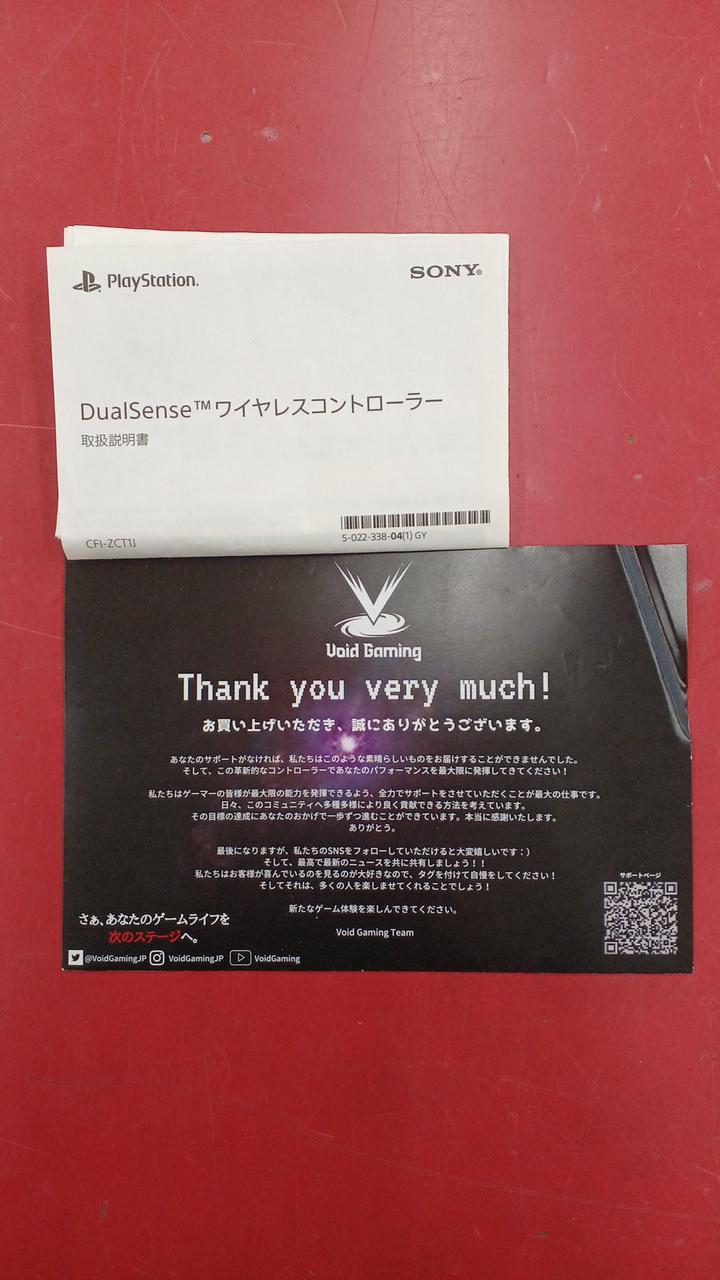 PlayStation.
SONY®
DualSense™ワイヤレスコントローラー
取扱説明書
CFI-ZCT1J
5-022-338-04(1) GY
Void Gaming
Thank you very much!
お買い上げいただき、誠にありがとうございます。
あなたのサポートがなければ、私たちはこのような素晴らしいものをお届けすることができませんでした。
そして、この革新的なコントローラーであなたのパフォーマンスを最大限に発揮してきてください！
私たちはゲーマーの皆様が最大限の能力を発揮できるよう、全力でサポートをさせていただくことが最大の仕事です。
日々、このコミュニティへ多種多様により良く貢献できる方法を考えています。
その目標の達成にあなたのおかげで一歩ずつ進むことができています。本当に感謝いたします。
ありがとう。
最後になりますが、私たちのSNSをフォローしていただけると大変嬉しいです：)
そして、最高で最新のニュースを共に共有しましょう！！
私たちはお客様が喜んでいるのを見るのが大好きなので、タグを付けて自慢をしてください！
そしてそれは、多くの人を楽しませてくれることでしょう！
新たなゲーム体験を楽しんできてください。
Void Gaming Team
サポートページ
さぁ、あなたのゲームライフを
次のステージへ。
@VoidGamingJP VoidGamingJP VoidGaming